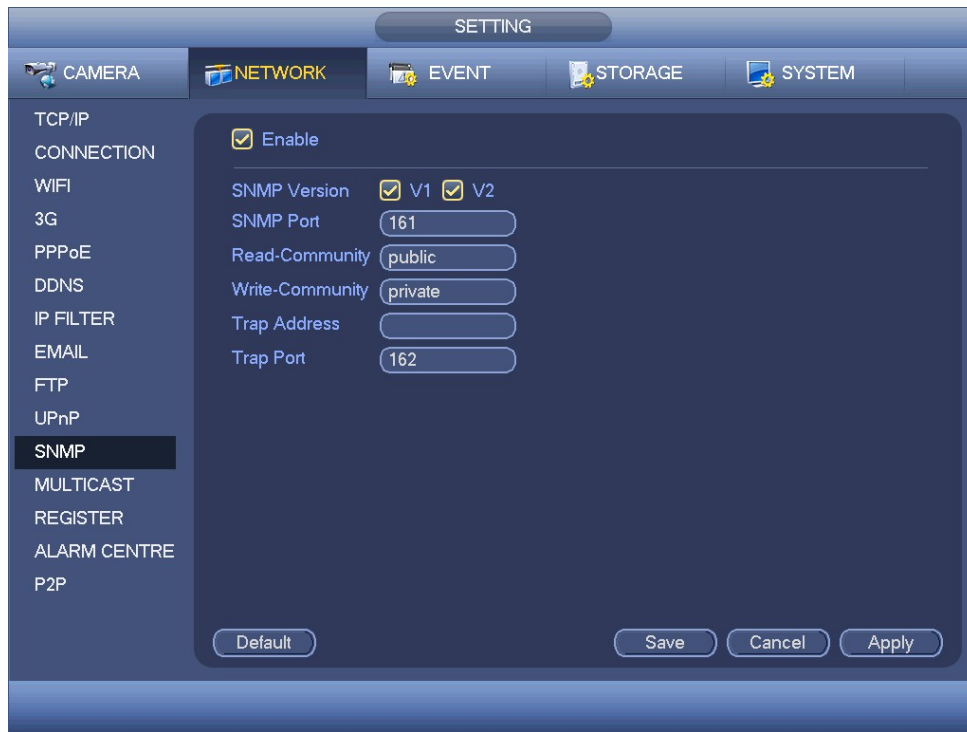 SETTING
CAMERA NETWORK EVENT STORAGE SYSTEM
TCP/IP
CONNECTION
WIFI
3G
PPPoE
DDNS
IP FILTER
EMAIL
FTP
UPnP
SNMP
MULTICAST
REGISTER
ALARM CENTRE
P2P
Enable
SNMP Version V1 V2
SNMP Port 161
Read-Community public
Write-Community private
Trap Address
Trap Port 162
Default Save Cancel Apply